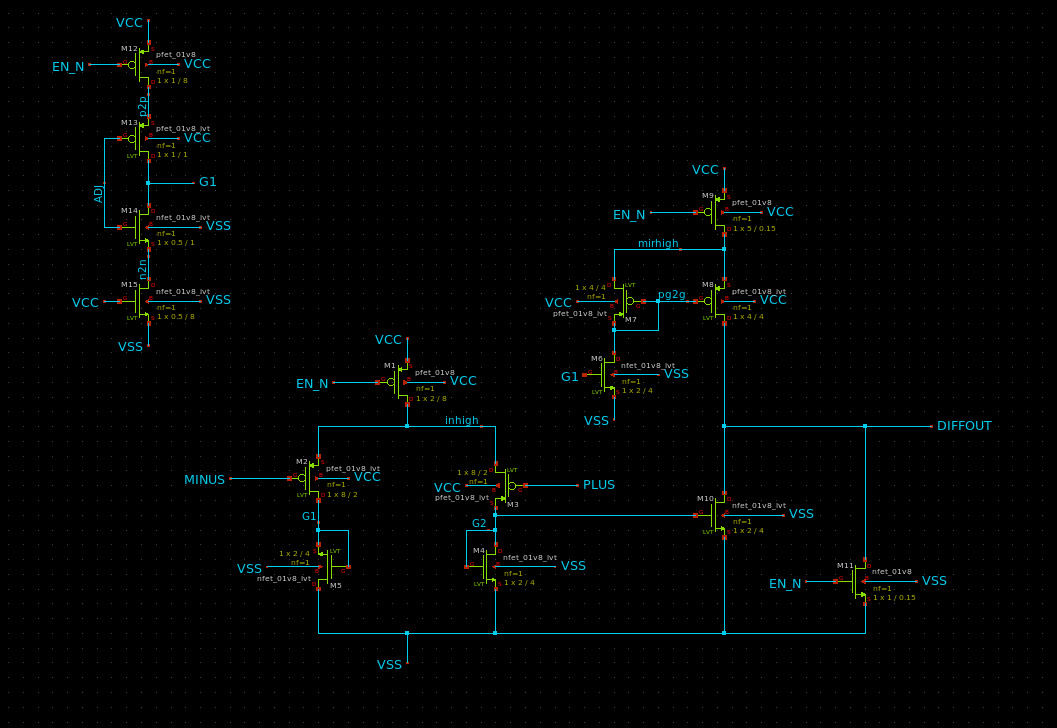 VCC
M12
pfet_01v8
EN_N
VCC
nf=1
1 x 1 / 8
p2p
M13
pfet_01v8_lvt
VCC
nf=1
LVT
1 x 1 / 1
G1
ADJ
M14
nfet_01v8_lvt
VSS
nf=1
LVT
1 x 0.5 / 1
n2n
M15
nfet_01v8_lvt
VCC
VSS
nf=1
LVT
1 x 0.5 / 8
VSS
VCC
M9
pfet_01v8
EN_N
VCC
nf=1
1 x 5 / 0.15
mirhigh
1 x 4 / 4
LVT
nf=1
VCC
pfet_01v8_lvt
M7
pg2g
M8
pfet_01v8_lvt
VCC
nf=1
LVT
1 x 4 / 4
M6
nfet_01v8_lvt
G1
VSS
nf=1
LVT
1 x 2 / 4
VSS
VCC
M1
pfet_01v8
EN_N
VCC
nf=1
1 x 2 / 8
inhigh
DIFFOUT
M2
pfet_01v8_lvt
MINUS
VCC
nf=1
LVT
1 x 8 / 2
1 x 8 / 2
LVT
nf=1
VCC
pfet_01v8_lvt
M3
PLUS
G1
G2
M10
nfet_01v8_lvt
VSS
nf=1
LVT
1 x 2 / 4
1 x 2 / 4
LVT
nf=1
VSS
nfet_01v8_lvt
M5
M4
nfet_01v8_lvt
VSS
nf=1
LVT
1 x 2 / 4
M11
nfet_01v8
EN_N
VSS
nf=1
1 x 1 / 0.15
VSS